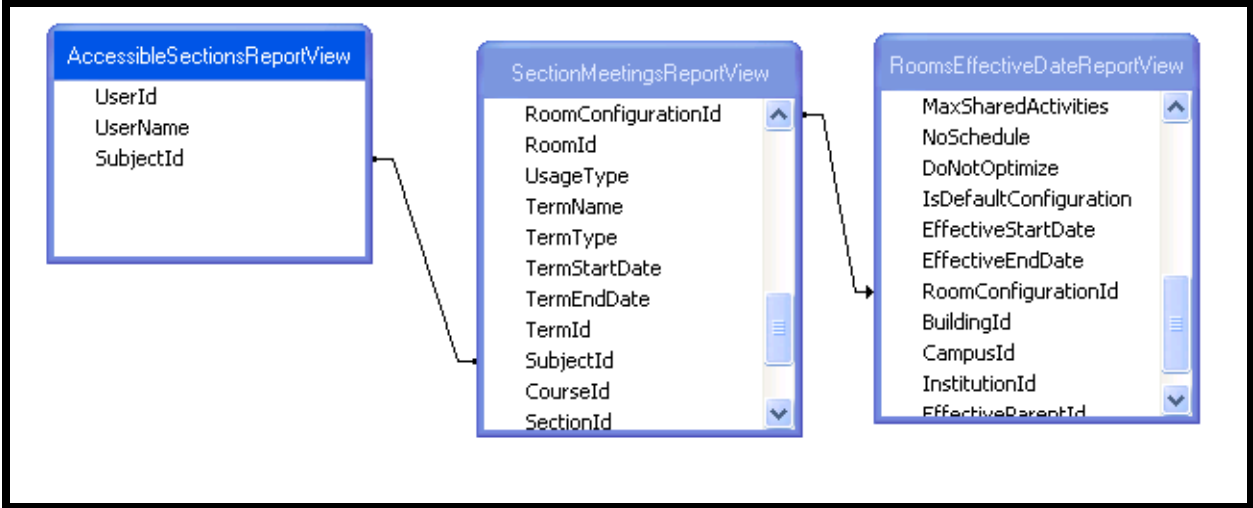 AccessibleSectionsReportView
UserId
UserName
SubjectId
SectionMeetingsReportView
RoomConfigurationId
RoomId
UsageType
TermName
TermType
TermStartDate
TermEndDate
TermId
SubjectId
CourseId
SectionId
RoomsEffectiveDateReportView
MaxSharedActivities
NoSchedule
DoNotOptimize
IsDefaultConfiguration
EffectiveStartDate
EffectiveEndDate
RoomConfigurationId
BuildingId
CampusId
InstitutionId
EffectiveParentId